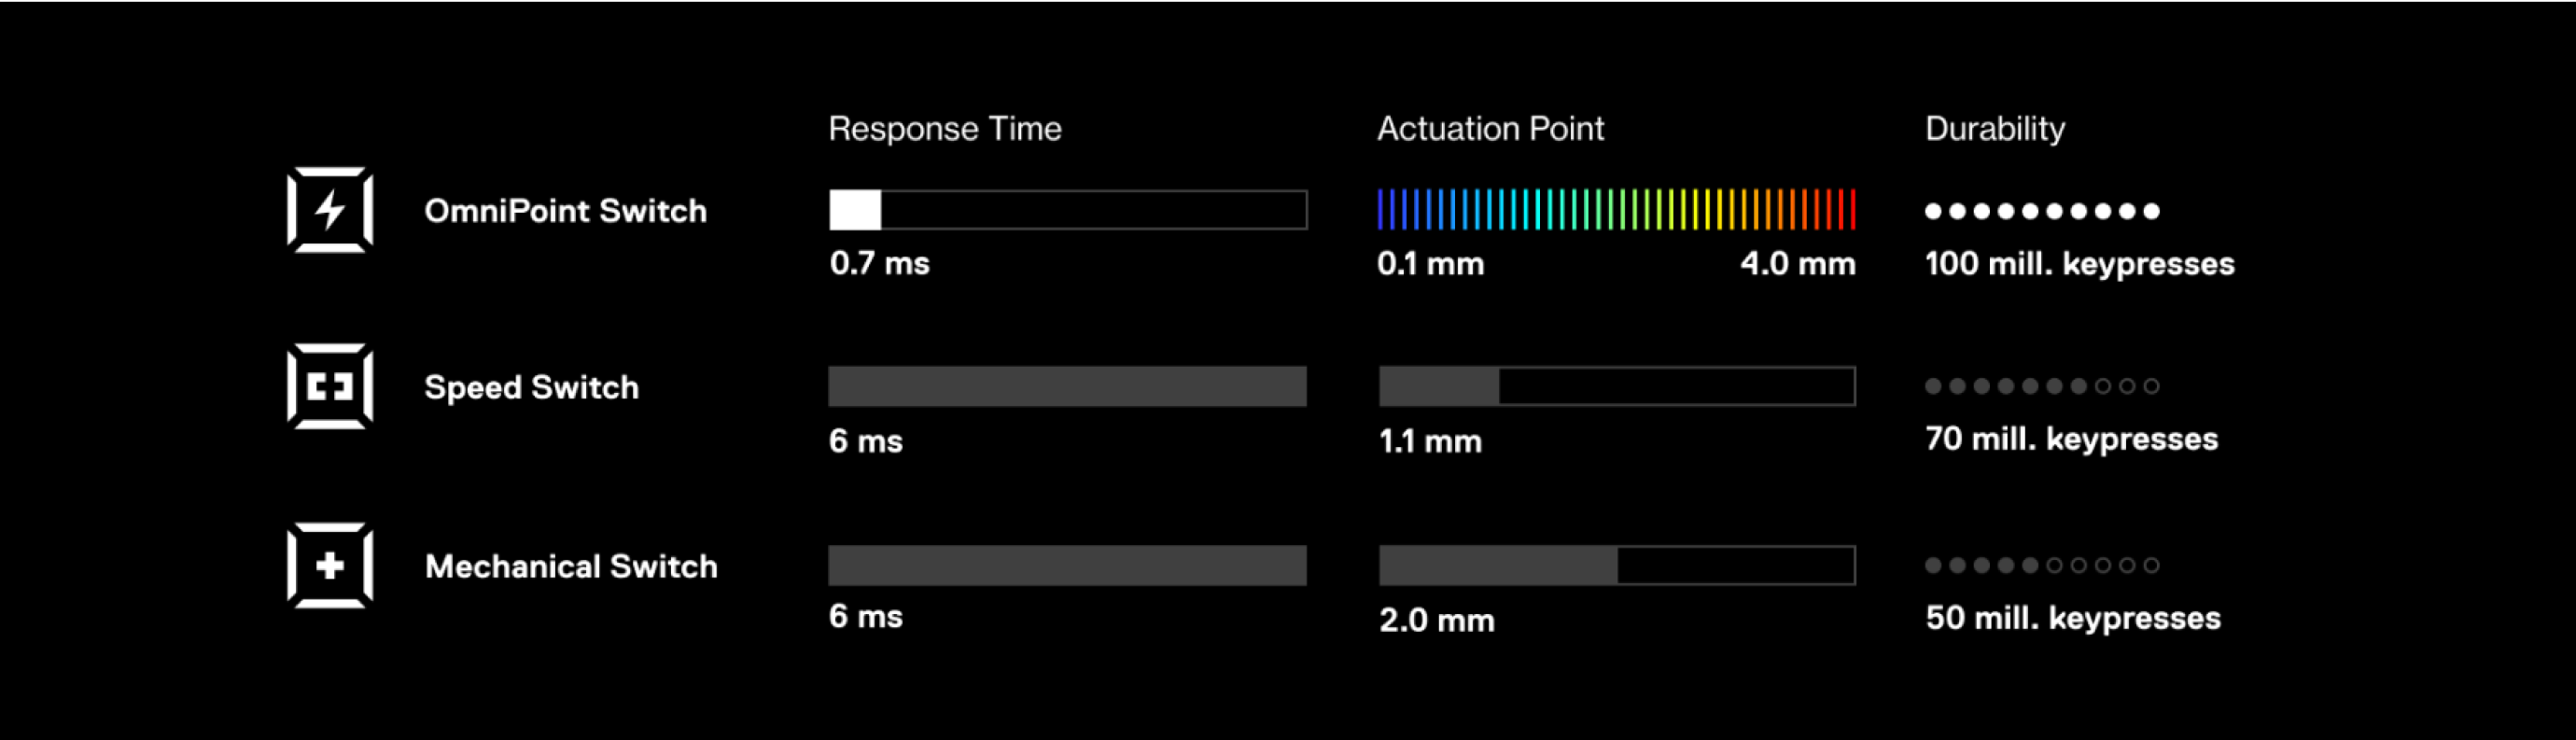 Response Time
Actuation Point
Durability
OmniPoint Switch
0.7 ms
0.1 mm
4.0 mm
100 mill. keypresses
Speed Switch
6 ms
1.1 mm
70 mill. keypresses
Mechanical Switch
6 ms
2.0 mm
50 mill. keypresses